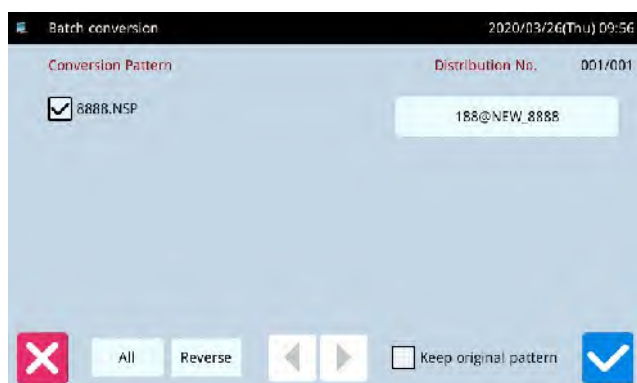 Batch conversion 2020/03/26(Thu) 09:56
Conversion Pattern Distribution No. 001/001
8888.NSP 188@NEW_8888
All Reverse Keep original pattern